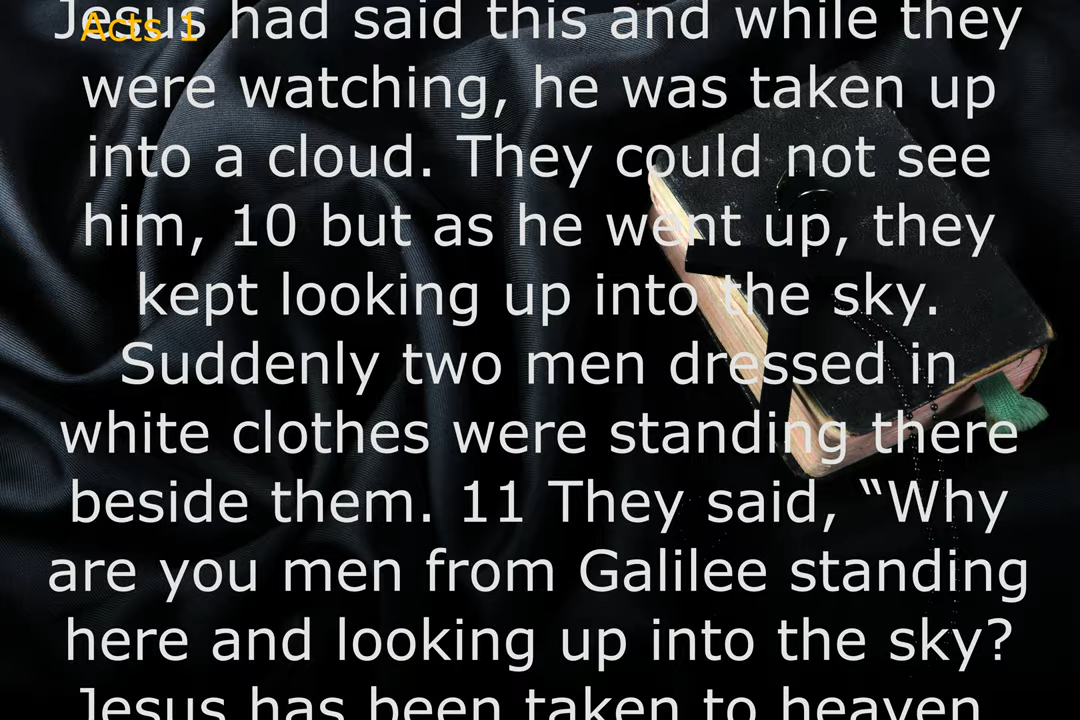 Acts 1
Jesus had said this and while they
were watching, he was taken up
into a cloud. They could not see
him, 10 but as he went up, they
kept looking up into the sky.
Suddenly two men dressed in
white clothes were standing there
beside them. 11 They said, “Why
are you men from Galilee standing
here and looking up into the sky?
Jesus has been taken to heaven